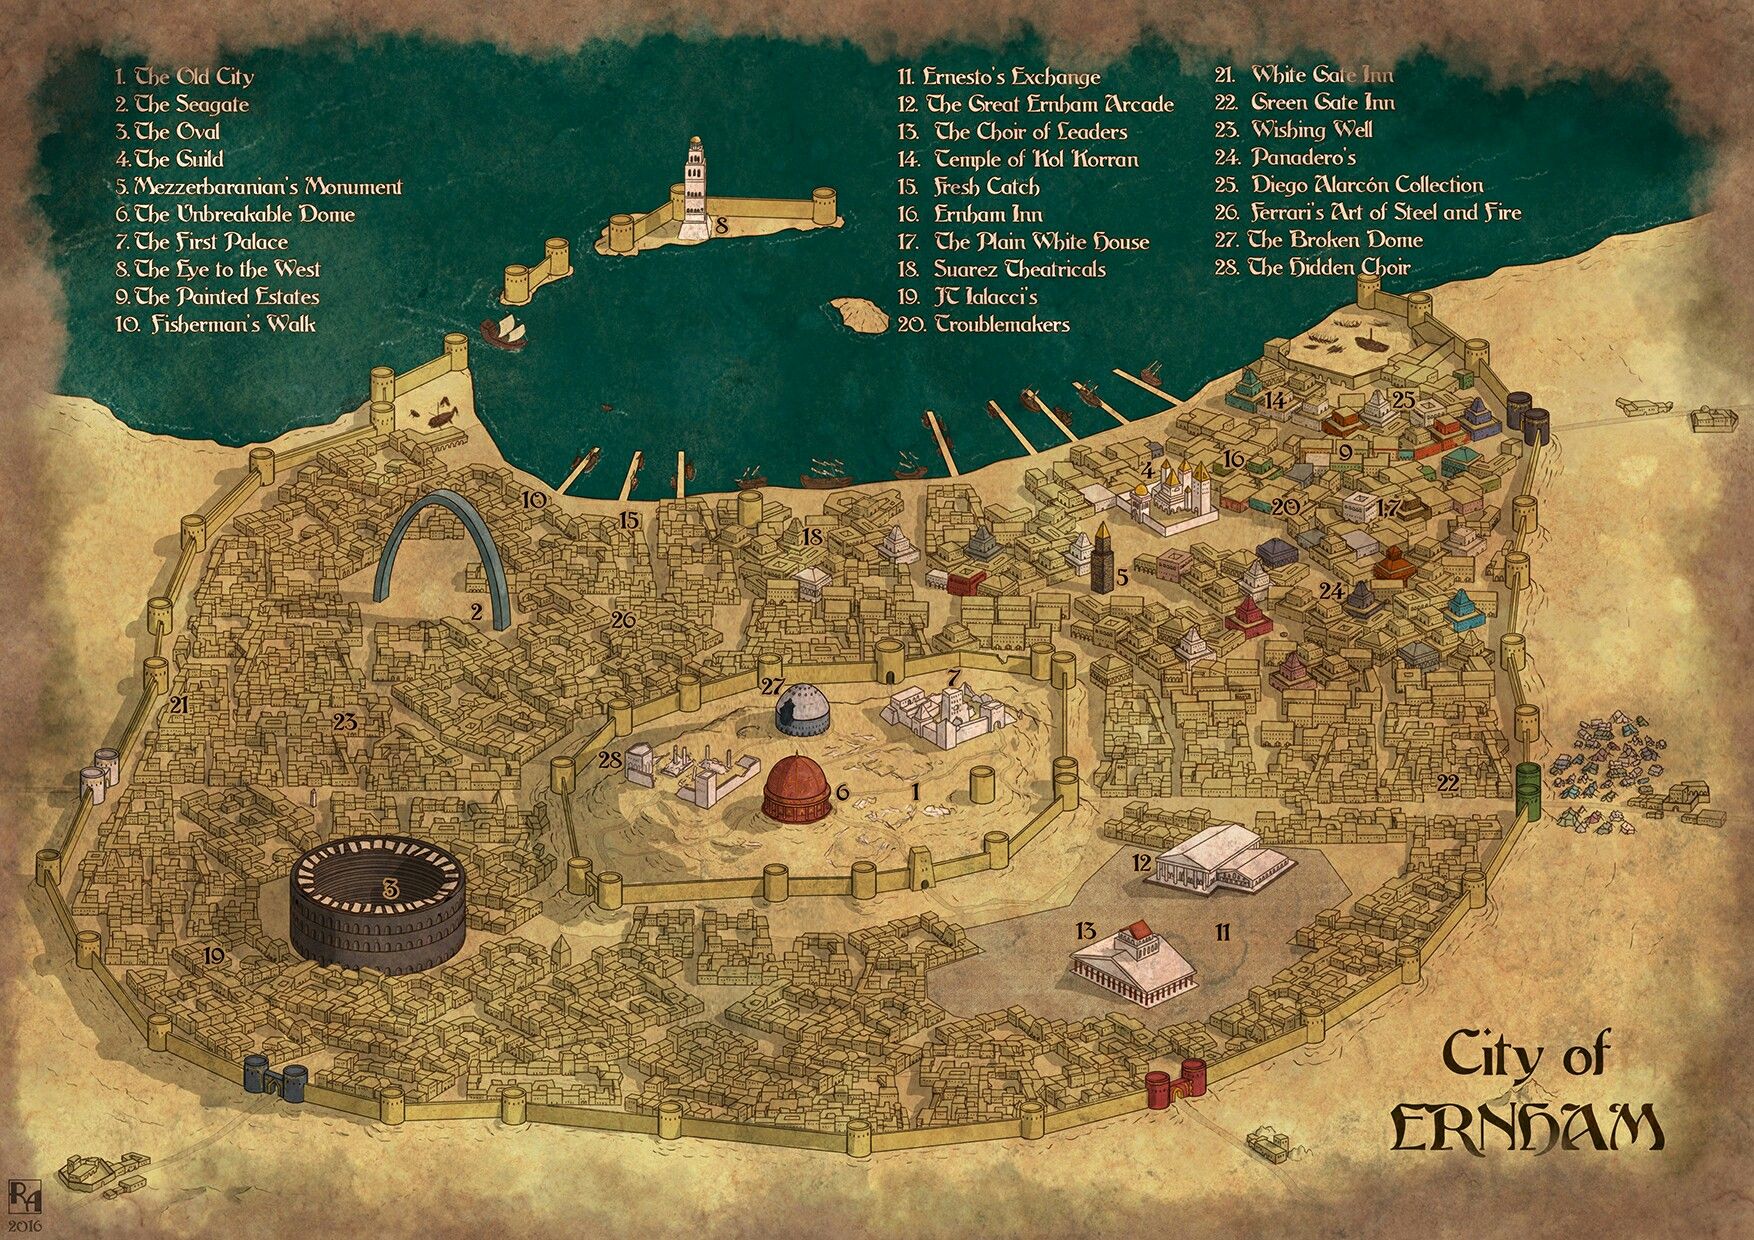 1. The Old City
2. The Seagate
3. The Oval
4. The Guild
5. Mezzerbaranian's Monument
6. The Unbreakable Dome
7. The First Palace
8. The Eye to the West
9. The Painted Estates
10. Fisherman's Walk
11. Ernesto's Exchange
12. The Great Ernham Arcade
13. The Choir of Leaders
14. Temple of Kol Korran
15. Fresh Catch
16. Ernham Inn
17. The Plain White House
18. Suarez Theatricals
19. JT Ialacci's
20. Troublemakers
21. White Gate Inn
22. Green Gate Inn
23. Wishing Well
24. Panadero's
25. Diego Alarcón Collection
26. Ferrari's Art of Steel and Fire
27. The Broken Dome
28. The Hidden Choir
8
14
25
9
4
16
10
20
17
15
18
5
24
2
26
7
27
21
23
28
22
6
1
12
3
13
11
19
City of
ERNHAM
RA
2016